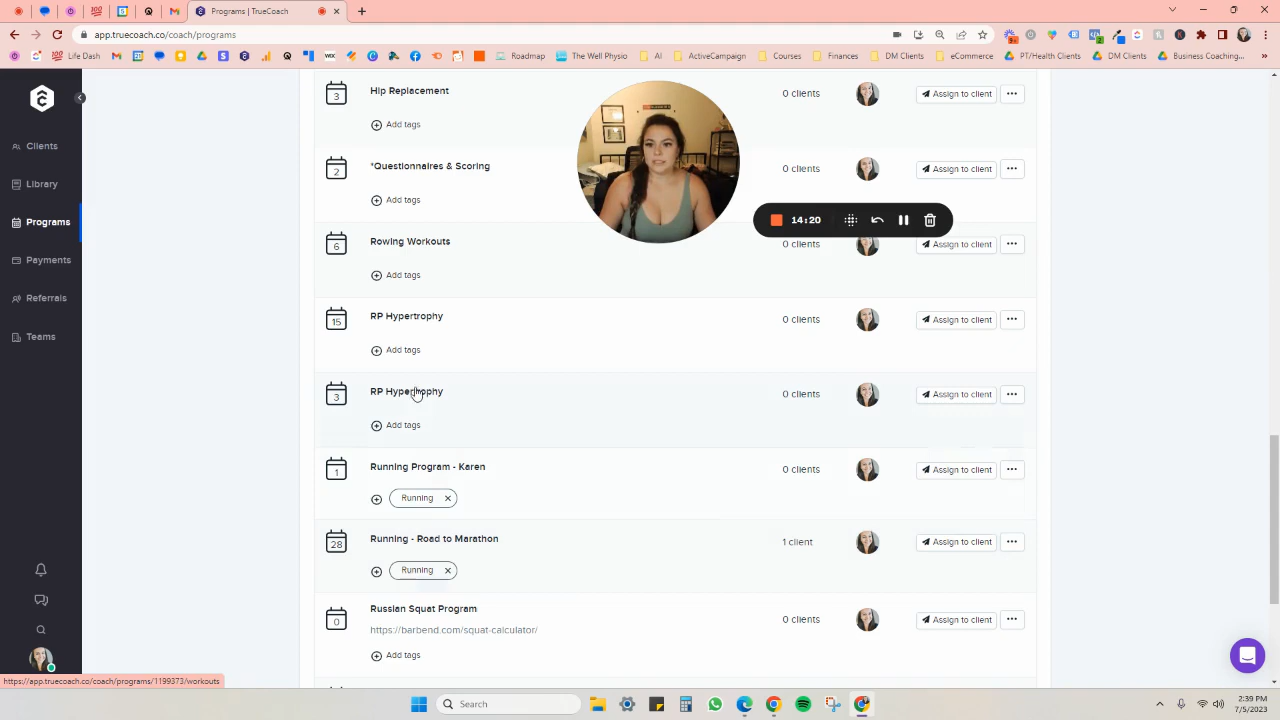 Programs | TrueCoach
app.truecoach.co/coach/programs
Life Dash
Roadmap
The Well Physio
AI
ActiveCampaign
Courses
Finances
DM Clients
eCommerce
PT/Health Clients
DM Clients
Business Coaching...
Clients
Library
Programs
Payments
Referrals
Teams
3
Hip Replacement
0 clients
Assign to client
Add tags
2
*Questionnaires & Scoring
0 clients
Assign to client
Add tags
14:20
6
Rowing Workouts
0 clients
Assign to client
Add tags
15
RP Hypertrophy
0 clients
Assign to client
Add tags
3
RP Hypertrophy
0 clients
Assign to client
Add tags
1
Running Program - Karen
0 clients
Assign to client
Running
28
Running - Road to Marathon
1 client
Assign to client
Running
0
Russian Squat Program
https://barbend.com/squat-calculator/
0 clients
Assign to client
Add tags
https://app.truecoach.co/coach/programs/1199373/workouts
Search
5:39 PM
7/5/2023